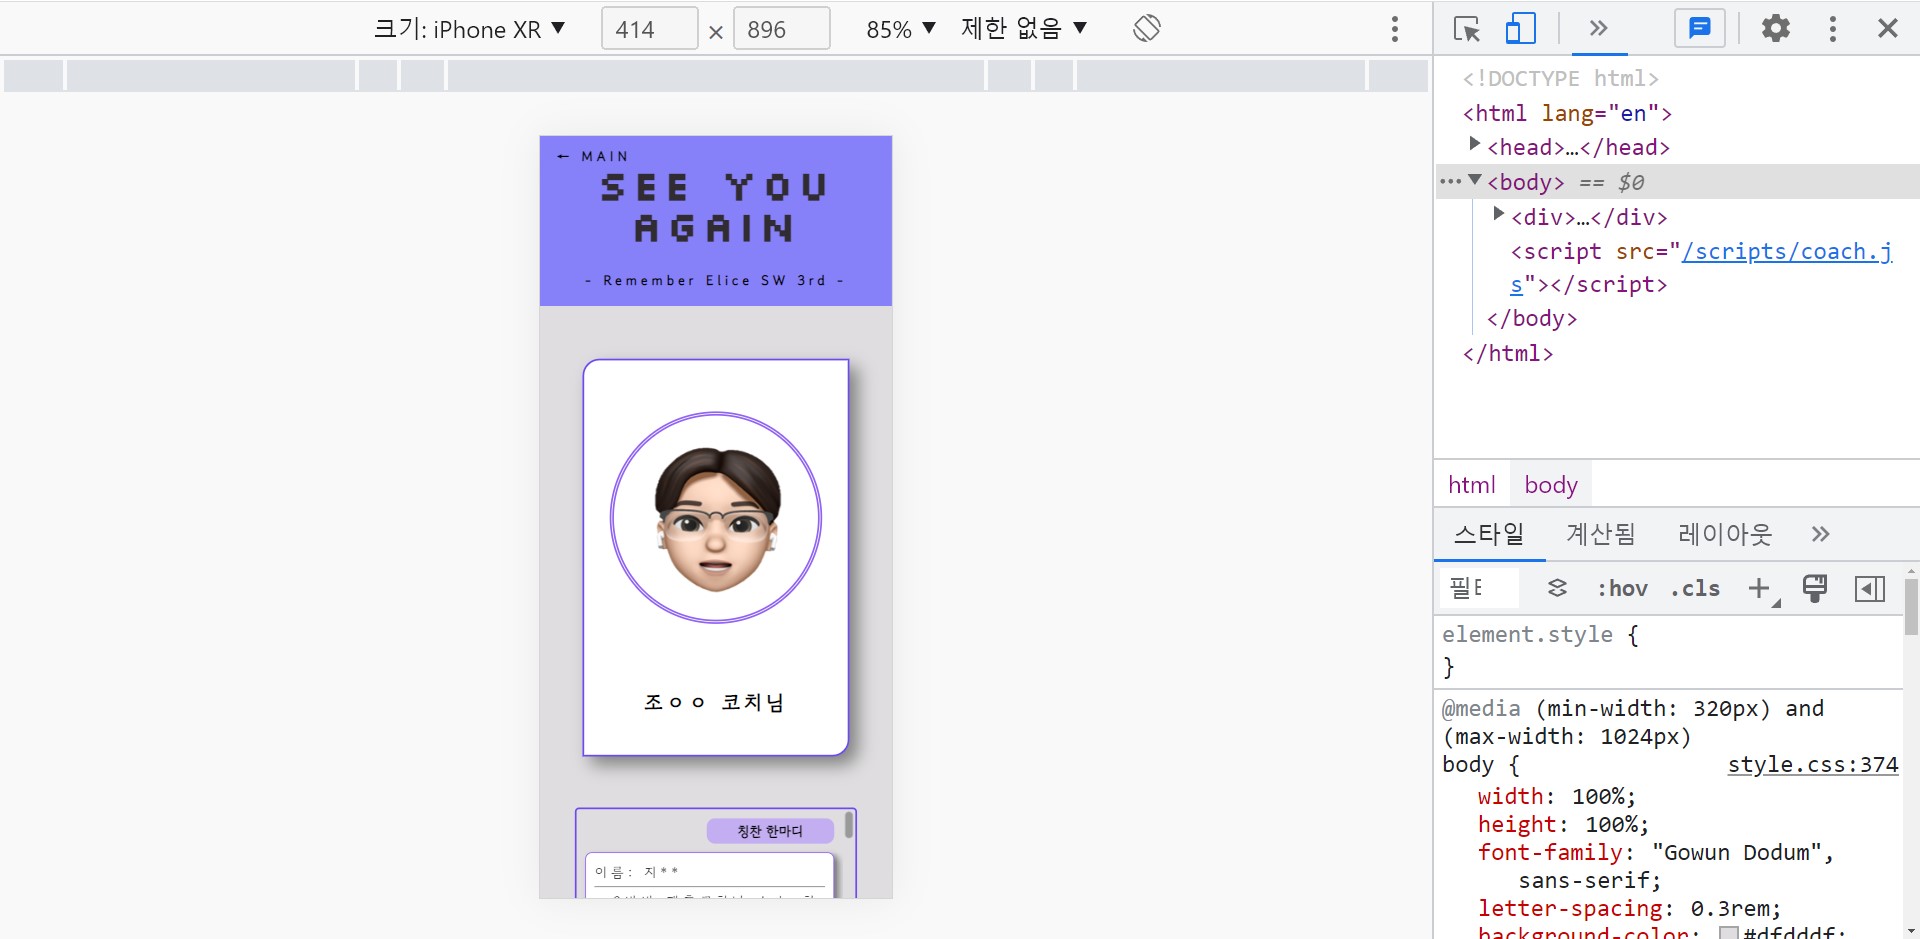 크기: iPhone XR ▼ 414 × 896 85% ▼ 제한 없음 ▼
← MAIN
SEE YOU
AGAIN
- Remember Elice SW 3rd -
조ㅇㅇ 코치님
칭찬 한마디
이름: 지**
<!DOCTYPE html>
<html lang="en">
▶<head>…</head>
… ▼<body> == $0
▶<div>…</div>
<script src="/scripts/coach.j
s"></script>
</body>
</html>
html body
스타일 계산됨 레이아웃 »
:hov .cls +
element.style {
}
@media (min-width: 320px) and
(max-width: 1024px)
body { style.css:374
width: 100%;
height: 100%;
font-family: "Gowun Dodum",
sans-serif;
letter-spacing: 0.3rem;
background-color: #dfdddf;